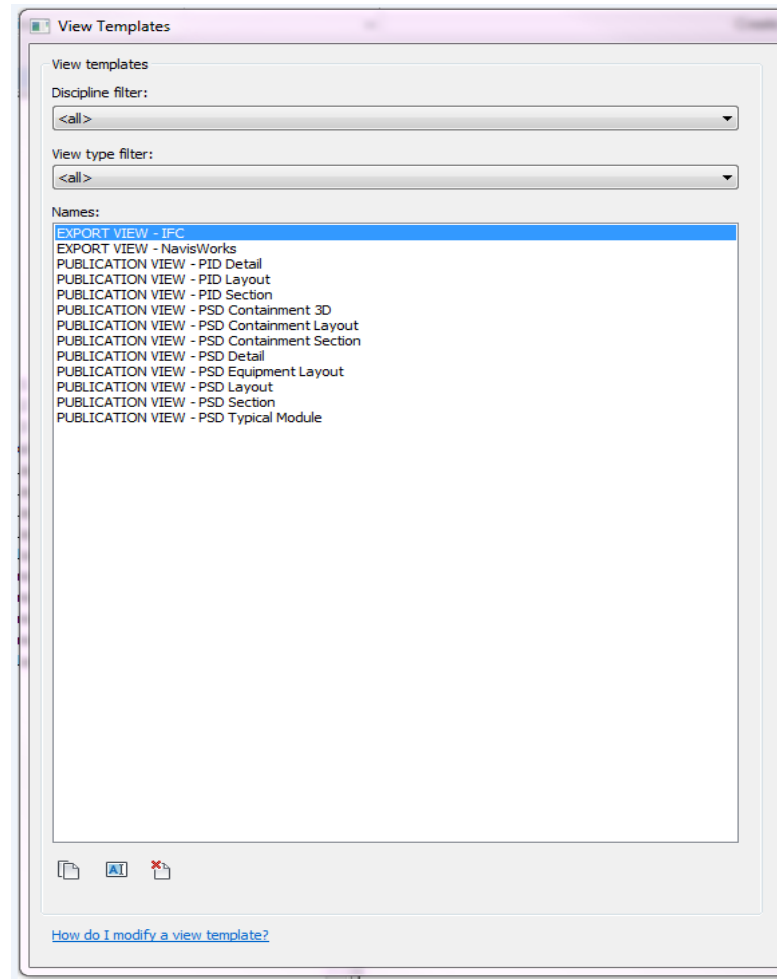 View Templates
View templates
Discipline filter:
<all>
View type filter:
<all>
Names:
EXPORT VIEW - IFC
EXPORT VIEW - NavisWorks
PUBLICATION VIEW - PID Detail
PUBLICATION VIEW - PID Layout
PUBLICATION VIEW - PID Section
PUBLICATION VIEW - PSD Containment 3D
PUBLICATION VIEW - PSD Containment Layout
PUBLICATION VIEW - PSD Containment Section
PUBLICATION VIEW - PSD Detail
PUBLICATION VIEW - PSD Equipment Layout
PUBLICATION VIEW - PSD Layout
PUBLICATION VIEW - PSD Section
PUBLICATION VIEW - PSD Typical Module
AI
How do I modify a view template?